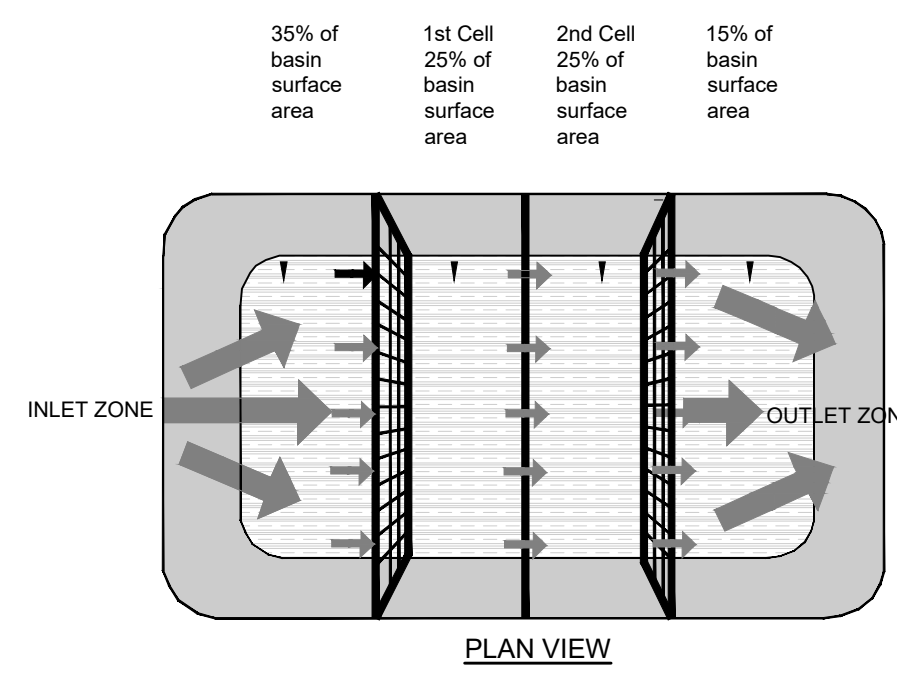 35% of
basin
surface
area
1st Cell
25% of
basin
surface
area
2nd Cell
25% of
basin
surface
area
15% of
basin
surface
area
INLET ZONE
OUTLET ZON
PLAN VIEW